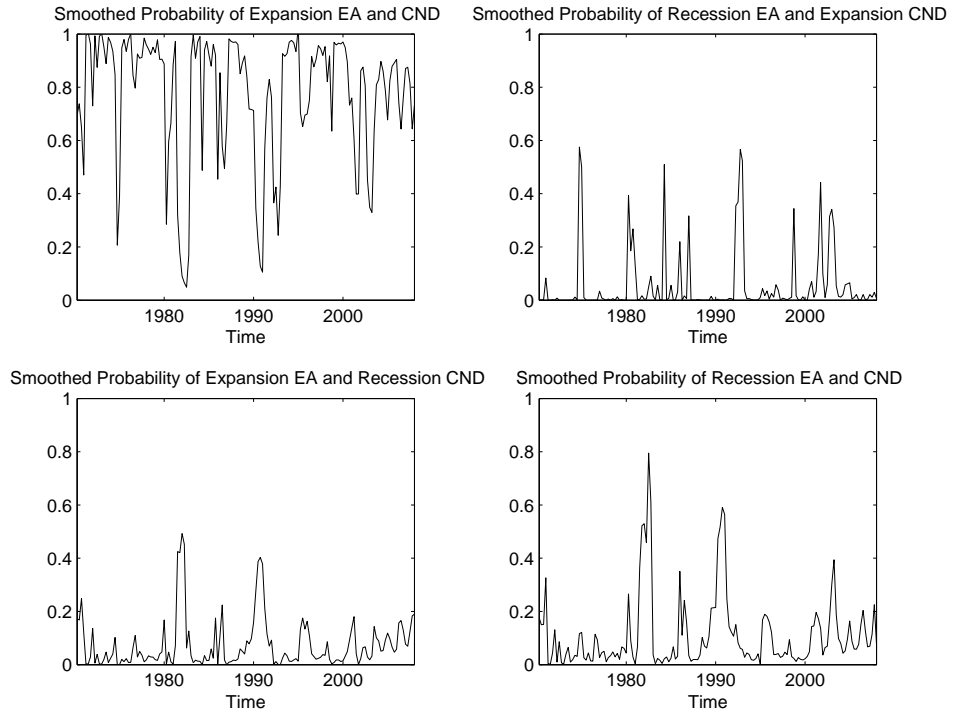 Smoothed Probability of Expansion EA and CND
1
0.8
0.6
0.4
0.2
0
1980 1990 2000
Time
Smoothed Probability of Recession EA and Expansion CND
1
0.8
0.6
0.4
0.2
0
1980 1990 2000
Time
Smoothed Probability of Expansion EA and Recession CND
1
0.8
0.6
0.4
0.2
0
1980 1990 2000
Time
Smoothed Probability of Recession EA and CND
1
0.8
0.6
0.4
0.2
0
1980 1990 2000
Time